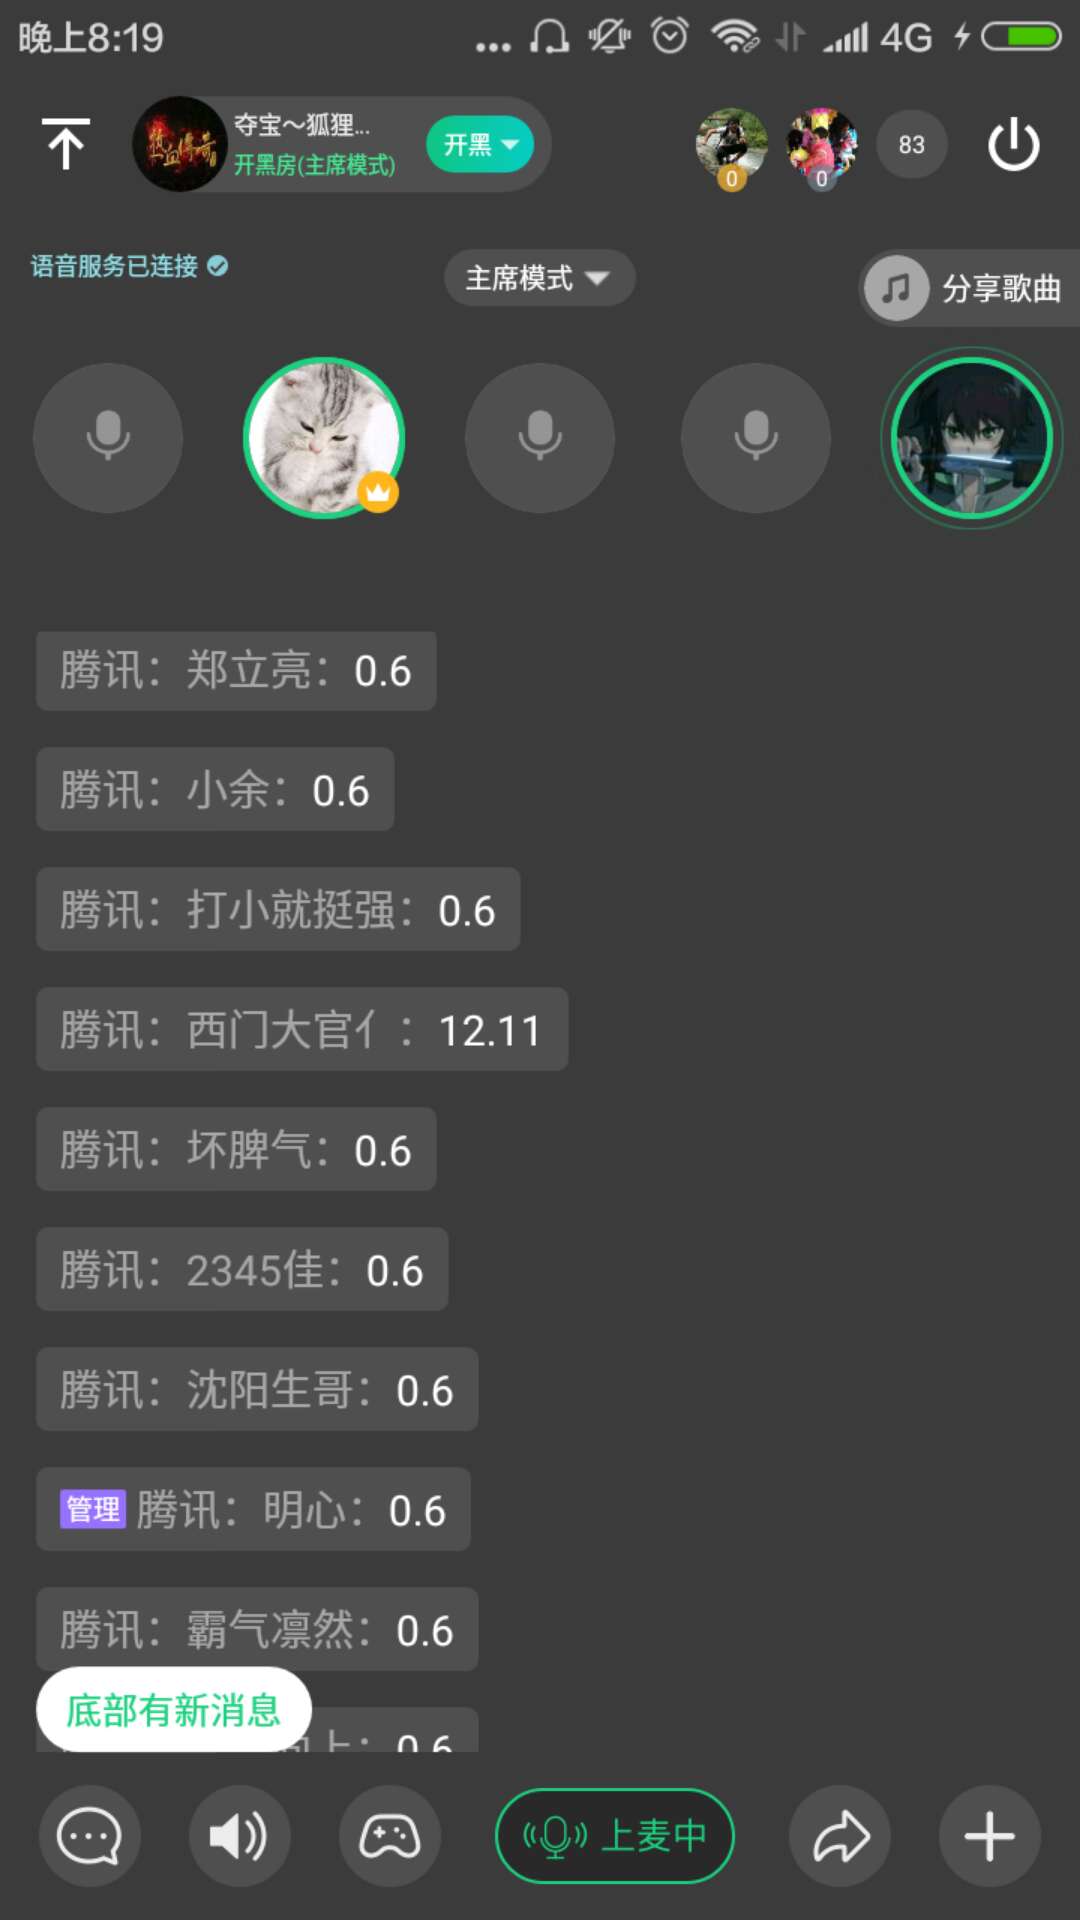 晚上8:19
4G
夺宝～狐狸...
开黑房(主席模式)
开黑
0
0
83
语音服务已连接
主席模式
分享歌曲
腾讯：郑立亮：0.6
腾讯：小余：0.6
腾讯：打小就挺强：0.6
腾讯：西门大官亻：12.11
腾讯：坏脾气：0.6
腾讯：2345佳：0.6
腾讯：沈阳生哥：0.6
管理 腾讯：明心：0.6
腾讯：霸气凛然：0.6
底部有新消息
上：0.6
上麦中